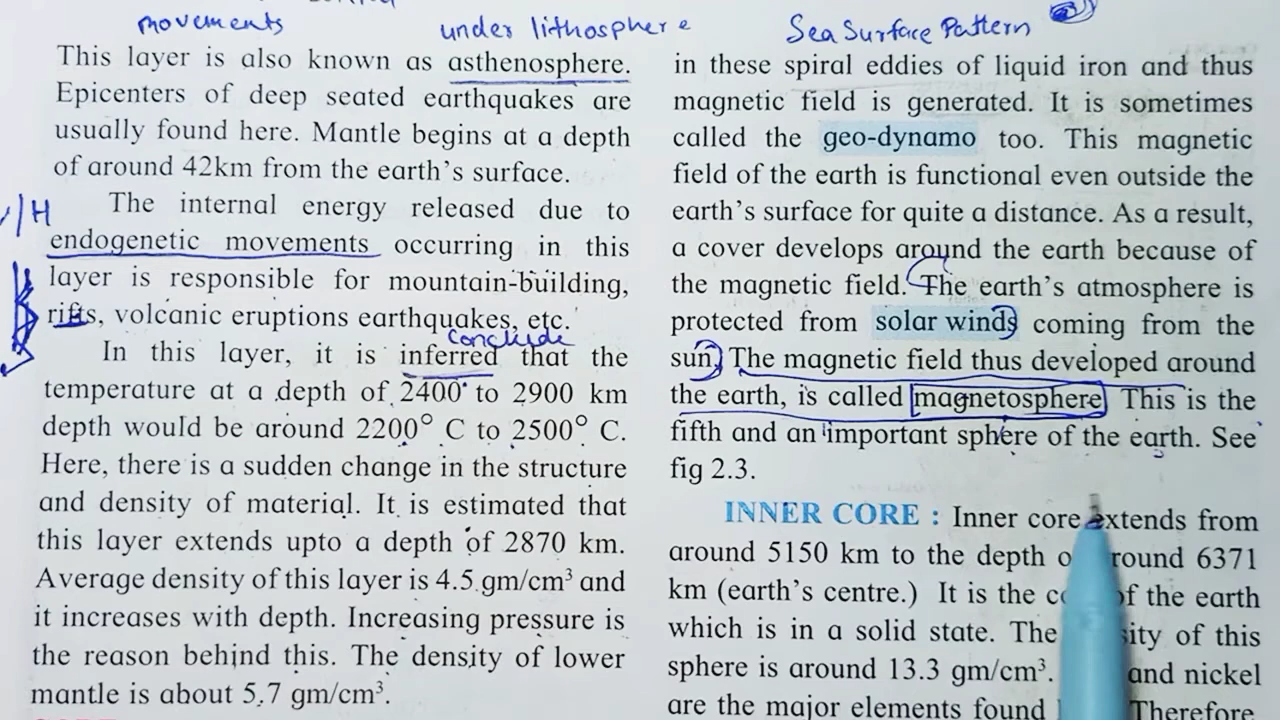 movements
under lithosphere
Sea Surface Pattern
This layer is also known as asthenosphere.
Epicenters of deep seated earthquakes are
usually found here. Mantle begins at a depth
of around 42km from the earth's surface.
The internal energy released due to
endogenetic movements occurring in this
layer is responsible for mountain-building,
rifts, volcanic eruptions earthquakes, etc.
conclude
In this layer, it is inferred that the
temperature at a depth of 2400 to 2900 km
depth would be around 2200° C to 2500° C.
Here, there is a sudden change in the structure
and density of material. It is estimated that
this layer extends upto a depth of 2870 km.
Average density of this layer is 4.5 gm/cm³ and
it increases with depth. Increasing pressure is
the reason behind this. The density of lower
mantle is about 5.7 gm/cm³.
in these spiral eddies of liquid iron and thus
magnetic field is generated. It is sometimes
called the geo-dynamo too. This magnetic
field of the earth is functional even outside the
earth's surface for quite a distance. As a result,
a cover develops around the earth because of
the magnetic field. The earth's atmosphere is
protected from solar winds coming from the
sun. The magnetic field thus developed around
the earth, is called magnetosphere. This is the
fifth and an important sphere of the earth. See
fig 2.3.
INNER CORE : Inner core extends from
around 5150 km to the depth around 6371
km (earth's centre.) It is the of the earth
which is in a solid state. The of this
sphere is around 13.3 gm/cm³. and nickel
are the major elements found Therefore